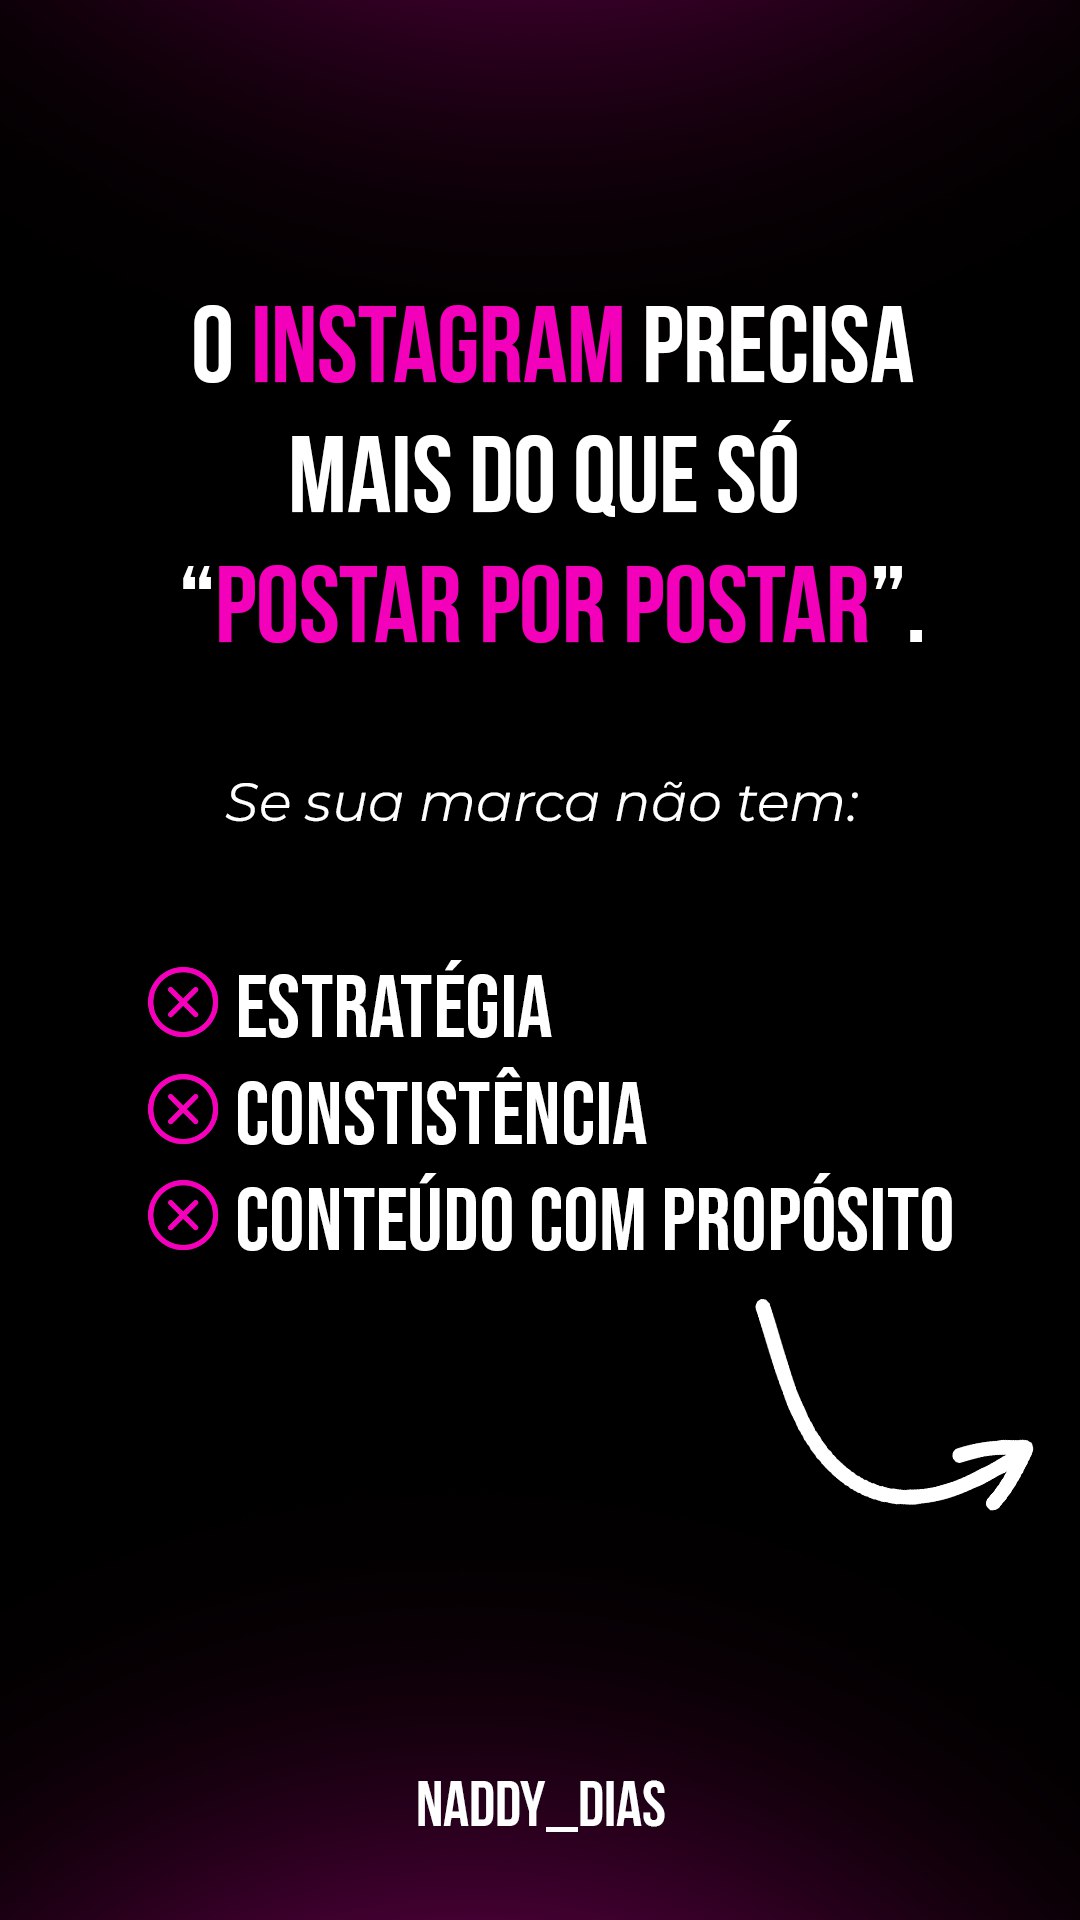 O INSTAGRAM PRECISA
MAIS DO QUE SÓ
“POSTAR POR POSTAR”.
Se sua marca não tem:
ESTRATÉGIA
CONSTISTÊNCIA
CONTEÚDO COM PROPÓSITO
NADDY_DIAS